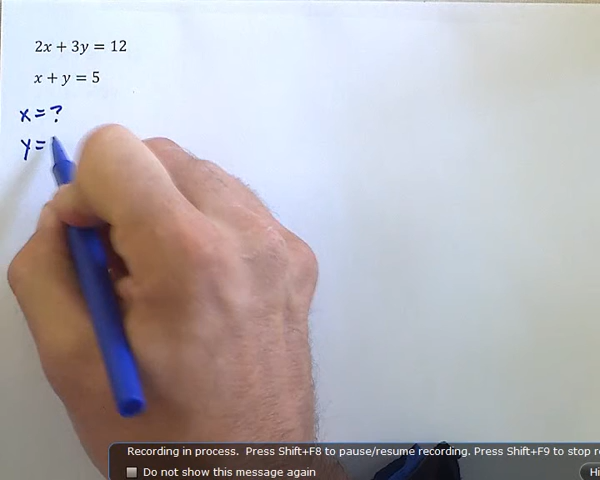 2x + 3y = 12
x + y = 5
x = ?
y =
Recording in process. Press Shift+F8 to pause/resume recording. Press Shift+F9 to stop
Do not show this message again